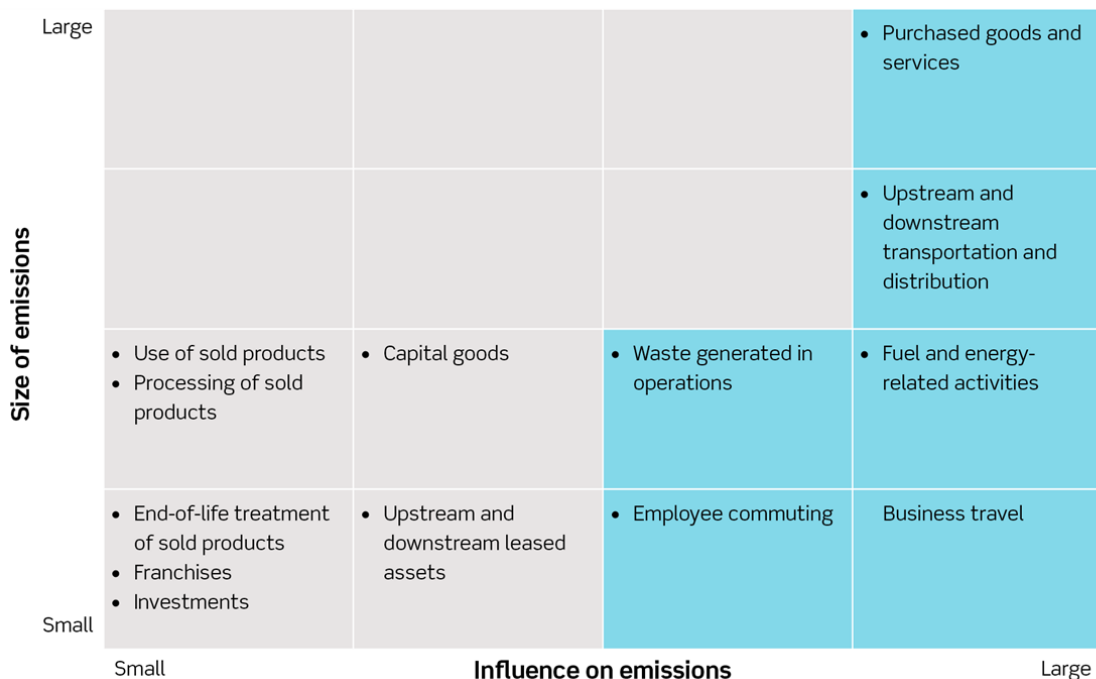 Large
• Purchased goods and
services
• Upstream and
downstream
transportation and
distribution
Size of emissions
• Use of sold products
• Processing of sold
products
• Capital goods
• Waste generated in
operations
• Fuel and energy-
related activities
• End-of-life treatment
of sold products
• Franchises
• Investments
• Upstream and
downstream leased
assets
• Employee commuting
Business travel
Small
Small
Influence on emissions
Large